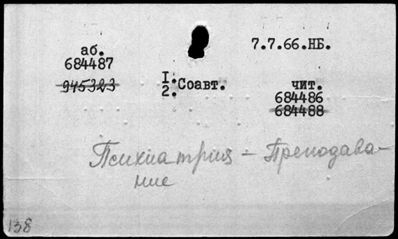 аб.
7.7.66.НБ.
684487
945323
1. Соавт.
2.
чит.
684486
684488
Психиатрия – Преподава-
ние
138